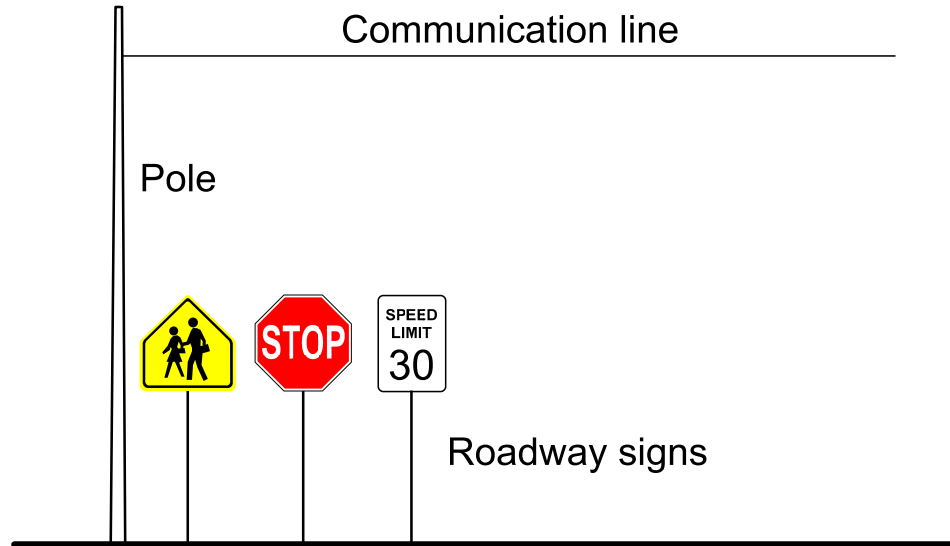 Communication line
Pole
STOP
SPEED
LIMIT
30
Roadway signs